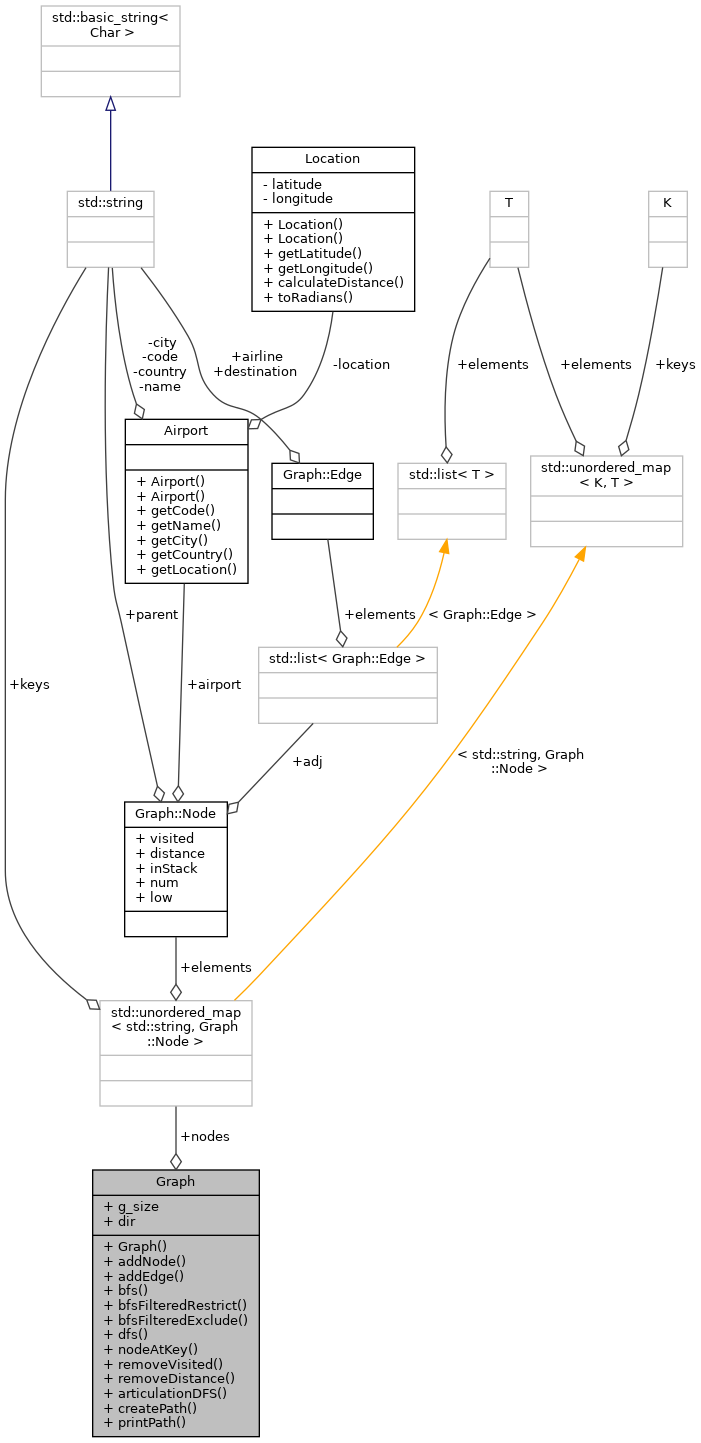 std::basic_string<
Char >
std::string
Location
- latitude
- longitude
+ Location()
+ Location()
+ getLatitude()
+ getLongitude()
+ calculateDistance()
+ toRadians()
T
K
-city
-code
-country
-name
+airline
+destination
-location
+elements
+elements
+keys
Airport
+ Airport()
+ Airport()
+ getCode()
+ getName()
+ getCity()
+ getCountry()
+ getLocation()
Graph::Edge
std::list< T >
std::unordered_map
< K, T >
+parent
+elements
< Graph::Edge >
+keys
+airport
std::list< Graph::Edge >
+adj
< std::string, Graph
::Node >
Graph::Node
+ visited
+ distance
+ inStack
+ num
+ low
+elements
std::unordered_map
< std::string, Graph
::Node >
+nodes
Graph
+ g_size
+ dir
+ Graph()
+ addNode()
+ addEdge()
+ bfs()
+ bfsFilteredRestrict()
+ bfsFilteredExclude()
+ dfs()
+ nodeAtKey()
+ removeVisited()
+ removeDistance()
+ articulationDFS()
+ createPath()
+ printPath()